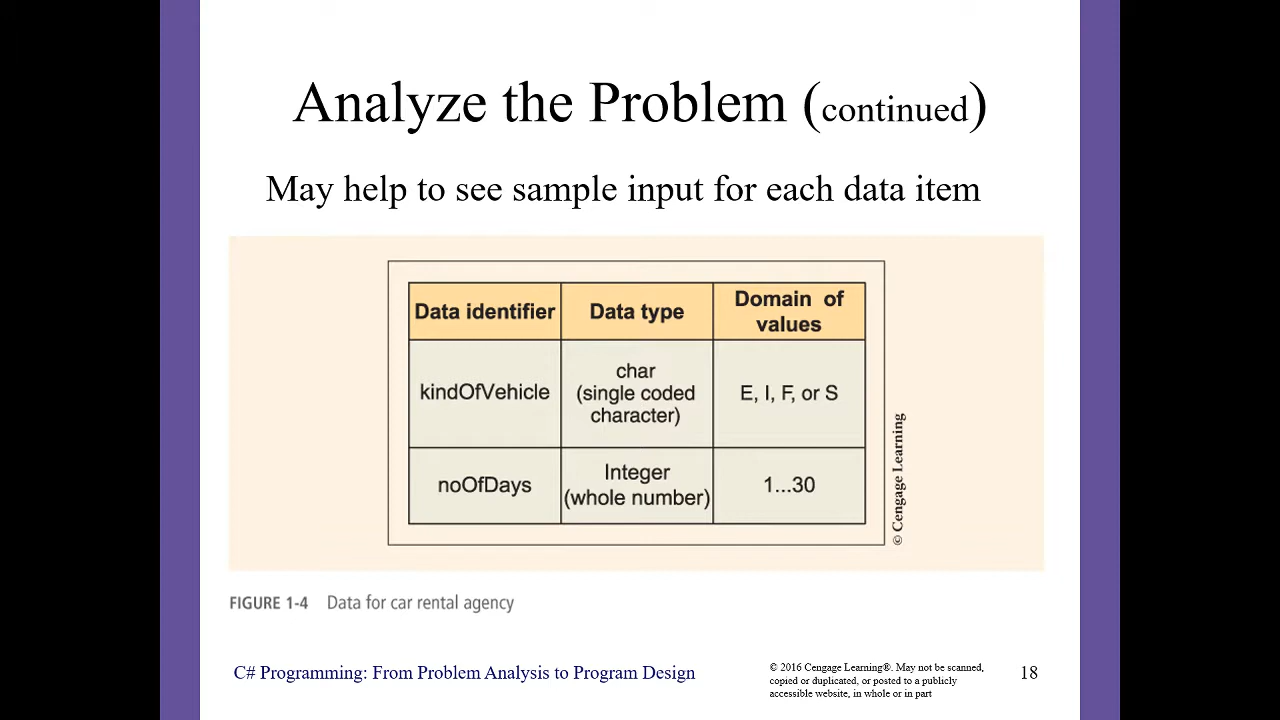 Analyze the Problem (continued)
May help to see sample input for each data item
Data identifier
Data type
Domain of
values
kindOfVehicle
char
(single coded
character)
E, I, F, or S
noOfDays
Integer
(whole number)
1...30
© Cengage Learning
FIGURE 1-4 Data for car rental agency
C# Programming: From Problem Analysis to Program Design
© 2016 Cengage Learning®. May not be scanned,
copied or duplicated, or posted to a publicly
accessible website, in whole or in part
18